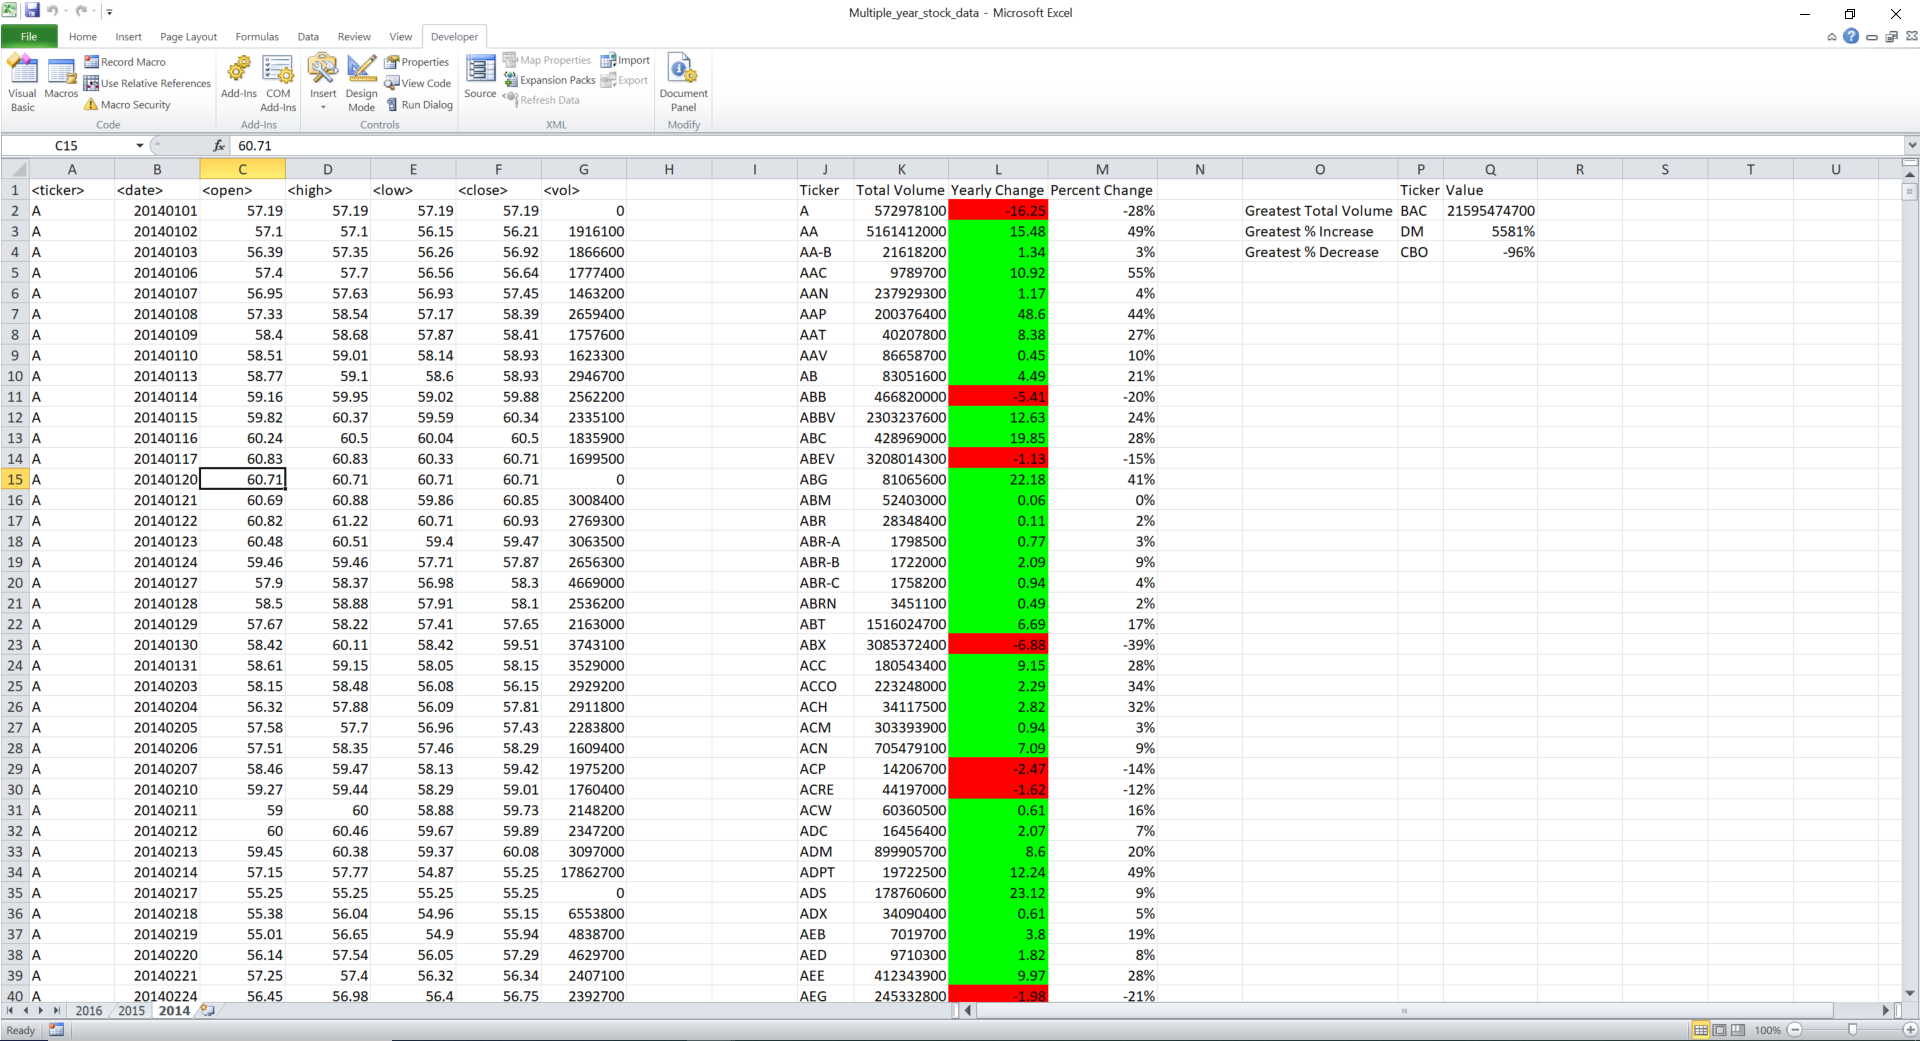 Multiple_year_stock_data - Microsoft Excel
File Home Insert Page Layout Formulas Data Review View Developer
Visual Basic
Macros
Record Macro
Use Relative References
Macro Security
Code
Add-Ins
COM Add-Ins
Add-Ins
Insert
Design Mode
Properties
View Code
Run Dialog
Controls
Source
Map Properties
Expansion Packs
Refresh Data
Import
Export
XML
Document Panel
Modify
C15 fx 60.71
A B C D E F G H I J K L M N O P Q R S T U
1 <ticker> <date> <open> <high> <low> <close> <vol> Ticker Total Volume Yearly Change Percent Change Ticker Value
2 A 20140101 57.19 57.19 57.19 57.19 0 A 572978100 -16.25 -28% Greatest Total Volume BAC 21595474700
3 A 20140102 57.1 57.1 56.15 56.21 1916100 AA 5161412000 15.48 49% Greatest % Increase DM 5581%
4 A 20140103 56.39 57.35 56.26 56.92 1866600 AA-B 21618200 1.34 3% Greatest % Decrease CBO -96%
5 A 20140106 57.4 57.7 56.56 56.64 1777400 AAC 9789700 10.92 55%
6 A 20140107 56.95 57.63 56.93 57.45 1463200 AAN 237929300 1.17 4%
7 A 20140108 57.33 58.54 57.17 58.39 2659400 AAP 200376400 48.6 44%
8 A 20140109 58.4 58.68 57.87 58.41 1757600 AAT 40207800 8.38 27%
9 A 20140110 58.51 59.01 58.14 58.93 1623300 AAV 86658700 0.45 10%
10 A 20140113 58.77 59.1 58.6 58.93 2946700 AB 83051600 4.49 21%
11 A 20140114 59.16 59.95 59.02 59.88 2562200 ABB 466820000 -5.41 -20%
12 A 20140115 59.82 60.37 59.59 60.34 2335100 ABBV 2303237600 12.63 24%
13 A 20140116 60.24 60.5 60.04 60.5 1835900 ABC 428969000 19.85 28%
14 A 20140117 60.83 60.83 60.33 60.71 1699500 ABEV 3208014300 -1.13 -15%
15 A 20140120 60.71 60.71 60.71 60.71 0 ABG 81065600 22.18 41%
16 A 20140121 60.69 60.88 59.86 60.85 3008400 ABM 52403000 0.06 0%
17 A 20140122 60.82 61.22 60.71 60.93 2769300 ABR 28348400 0.11 2%
18 A 20140123 60.48 60.51 59.4 59.47 3063500 ABR-A 1798500 0.77 3%
19 A 20140124 59.46 59.46 57.71 57.87 2656300 ABR-B 1722000 2.09 9%
20 A 20140127 57.9 58.37 56.98 58.3 4669000 ABR-C 1758200 0.94 4%
21 A 20140128 58.5 58.88 57.91 58.1 2536200 ABRN 3451100 0.49 2%
22 A 20140129 57.67 58.22 57.41 57.65 2163000 ABT 1516024700 6.69 17%
23 A 20140130 58.42 60.11 58.42 59.51 3743100 ABX 3085372400 -6.88 -39%
24 A 20140131 58.61 59.15 58.05 58.15 3529000 ACC 180543400 9.15 28%
25 A 20140203 58.15 58.48 56.08 56.15 2929200 ACCO 223248000 2.29 34%
26 A 20140204 56.32 57.88 56.09 57.81 2911800 ACH 34117500 2.82 32%
27 A 20140205 57.58 57.7 56.96 57.43 2283800 ACM 303393900 0.94 3%
28 A 20140206 57.51 58.35 57.46 58.29 1609400 ACN 705479100 7.09 9%
29 A 20140207 58.46 59.47 58.13 59.42 1975200 ACP 14206700 -2.47 -14%
30 A 20140210 59.27 59.44 58.29 59.01 1760400 ACRE 44197000 -1.62 -12%
31 A 20140211 59 60 58.88 59.73 2148200 ACW 60360500 0.61 16%
32 A 20140212 60 60.46 59.67 59.89 2347200 ADC 16456400 2.07 7%
33 A 20140213 59.45 60.38 59.37 60.08 3097000 ADM 899905700 8.6 20%
34 A 20140214 57.15 57.77 54.87 55.25 17862700 ADPT 19722500 12.24 49%
35 A 20140217 55.25 55.25 55.25 55.25 0 ADS 178760600 23.12 9%
36 A 20140218 55.38 56.04 54.96 55.15 6553800 ADX 34090400 0.61 5%
37 A 20140219 55.01 56.65 54.9 55.94 4838700 AEB 7019700 3.8 19%
38 A 20140220 56.14 57.54 56.05 57.29 4629700 AED 9710300 1.82 8%
39 A 20140221 57.25 57.4 56.32 56.34 2407100 AEE 412343900 9.97 28%
40 A 20140224 56.45 56.98 56.4 56.75 2392700 AEG 245332800 -1.98 -21%
2016 2015 2014
Ready 100%